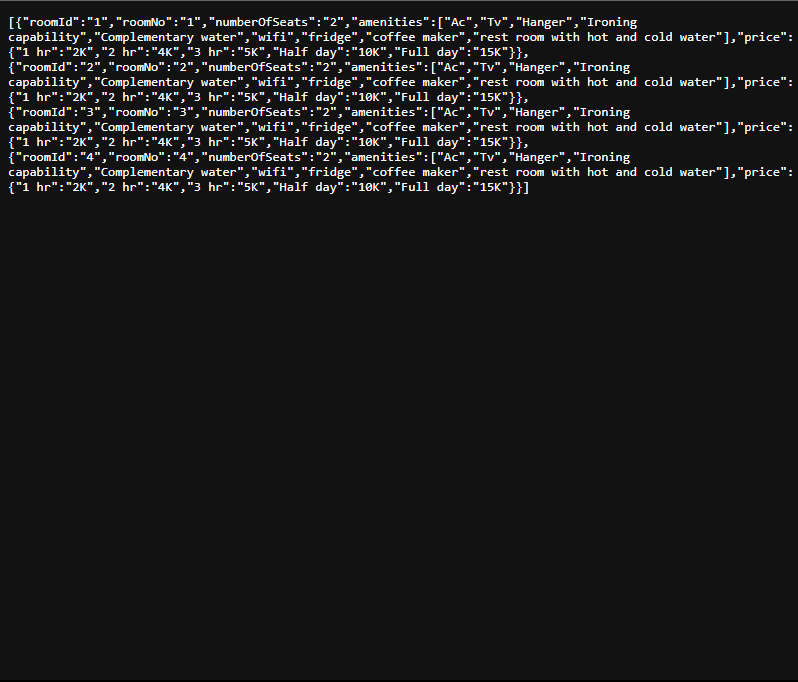 [{"roomId":"1","roomNo":"1","numberOfSeats":"2","amenities":["Ac","Tv","Hanger","Ironing
capability","Complementary water","wifi","fridge","coffee maker","rest room with hot and cold water"],"price":
{"1 hr":"2K","2 hr":"4K","3 hr":"5K","Half day":"10K","Full day":"15K"}},
{"roomId":"2","roomNo":"2","numberOfSeats":"2","amenities":["Ac","Tv","Hanger","Ironing
capability","Complementary water","wifi","fridge","coffee maker","rest room with hot and cold water"],"price":
{"1 hr":"2K","2 hr":"4K","3 hr":"5K","Half day":"10K","Full day":"15K"}},
{"roomId":"3","roomNo":"3","numberOfSeats":"2","amenities":["Ac","Tv","Hanger","Ironing
capability","Complementary water","wifi","fridge","coffee maker","rest room with hot and cold water"],"price":
{"1 hr":"2K","2 hr":"4K","3 hr":"5K","Half day":"10K","Full day":"15K"}},
{"roomId":"4","roomNo":"4","numberOfSeats":"2","amenities":["Ac","Tv","Hanger","Ironing
capability","Complementary water","wifi","fridge","coffee maker","rest room with hot and cold water"],"price":
{"1 hr":"2K","2 hr":"4K","3 hr":"5K","Half day":"10K","Full day":"15K"}}]